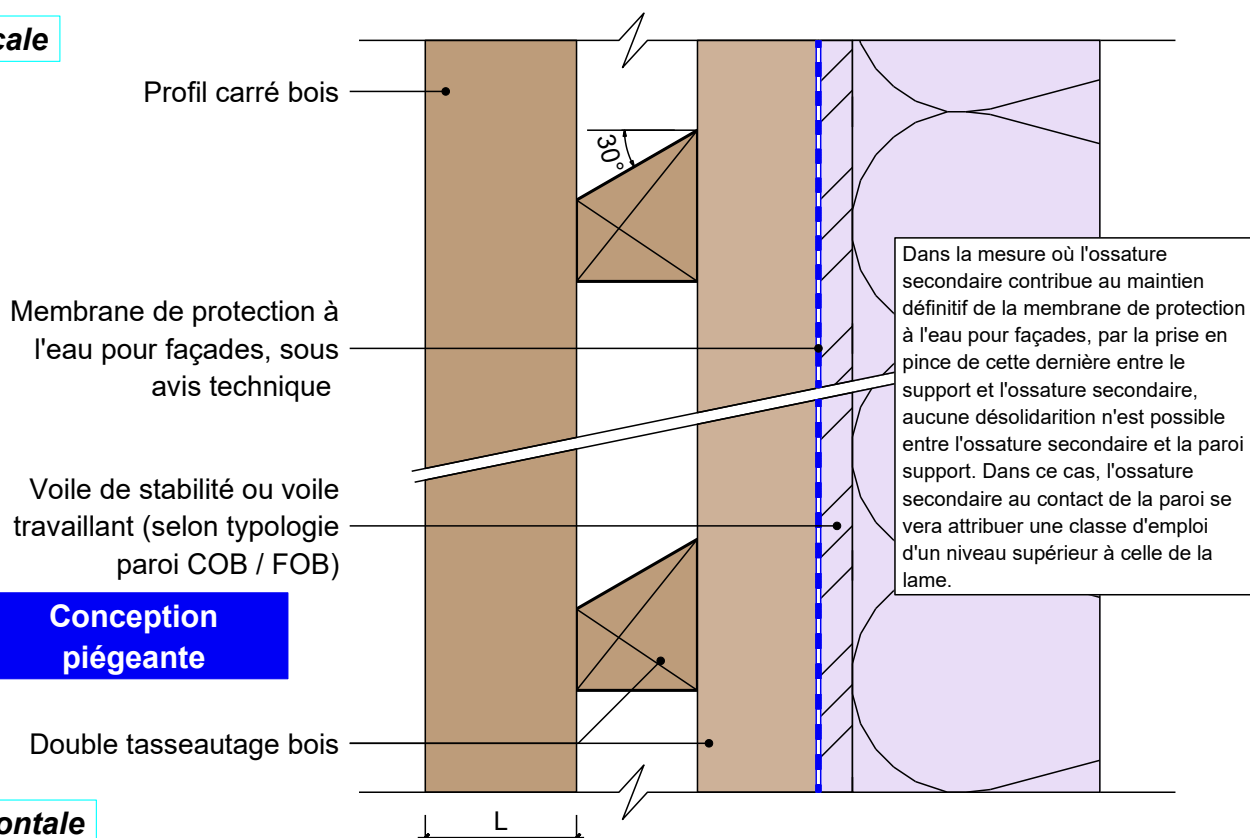 cale
Profil carré bois
30°
Membrane de protection à
l'eau pour façades, sous
avis technique
Dans la mesure où l'ossature
secondaire contribue au maintien
définitif de la membrane de protection
à l'eau pour façades, par la prise en
pince de cette dernière entre le
support et l'ossature secondaire,
aucune désolidarition n'est possible
entre l'ossature secondaire et la paroi
support. Dans ce cas, l'ossature
secondaire au contact de la paroi se
vera attribuer une classe d'emploi
d'un niveau supérieur à celle de la
lame.
Voile de stabilité ou voile
travaillant (selon typologie
paroi COB / FOB)
Conception
piégeante
Double tasseautage bois
L
ontale